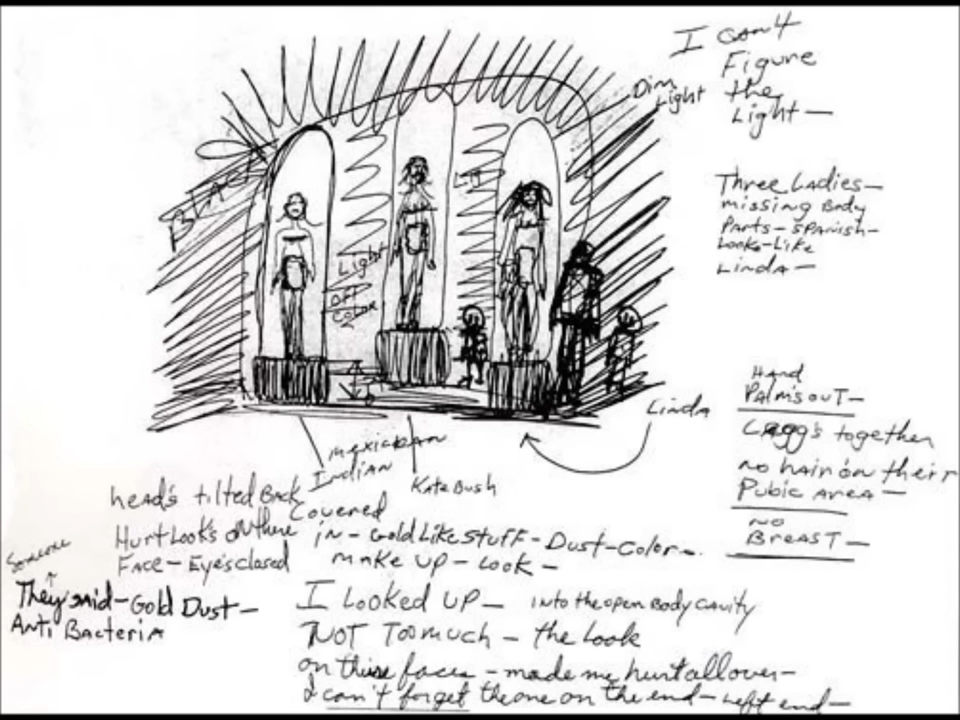 I can't
Figure
the
Light —
Dim
Light
BLACK
Three Ladies —
missing Body
Parts - SPANISH -
Looks - Like
Linda —
Light
OFF
COLOR
Hand
PALM'S OUT —
Legg's together
no hair on their
Pubic AREA —
no
BREAST —
Linda
mexican
Indian
Kate Bush
head's tilted Back
Covered
Hurt Look's on there
in - Gold Like STUFF - Dust - Color -
FACE - Eye's closed
make up - Look -
Someone
They said - Gold Dust —
Anti Bacteria
I Looked up — into the open Body cavity
NOT Too much - the Look
on thise faces - made me hurt all over -
I can't forget the one on the end - Left end —